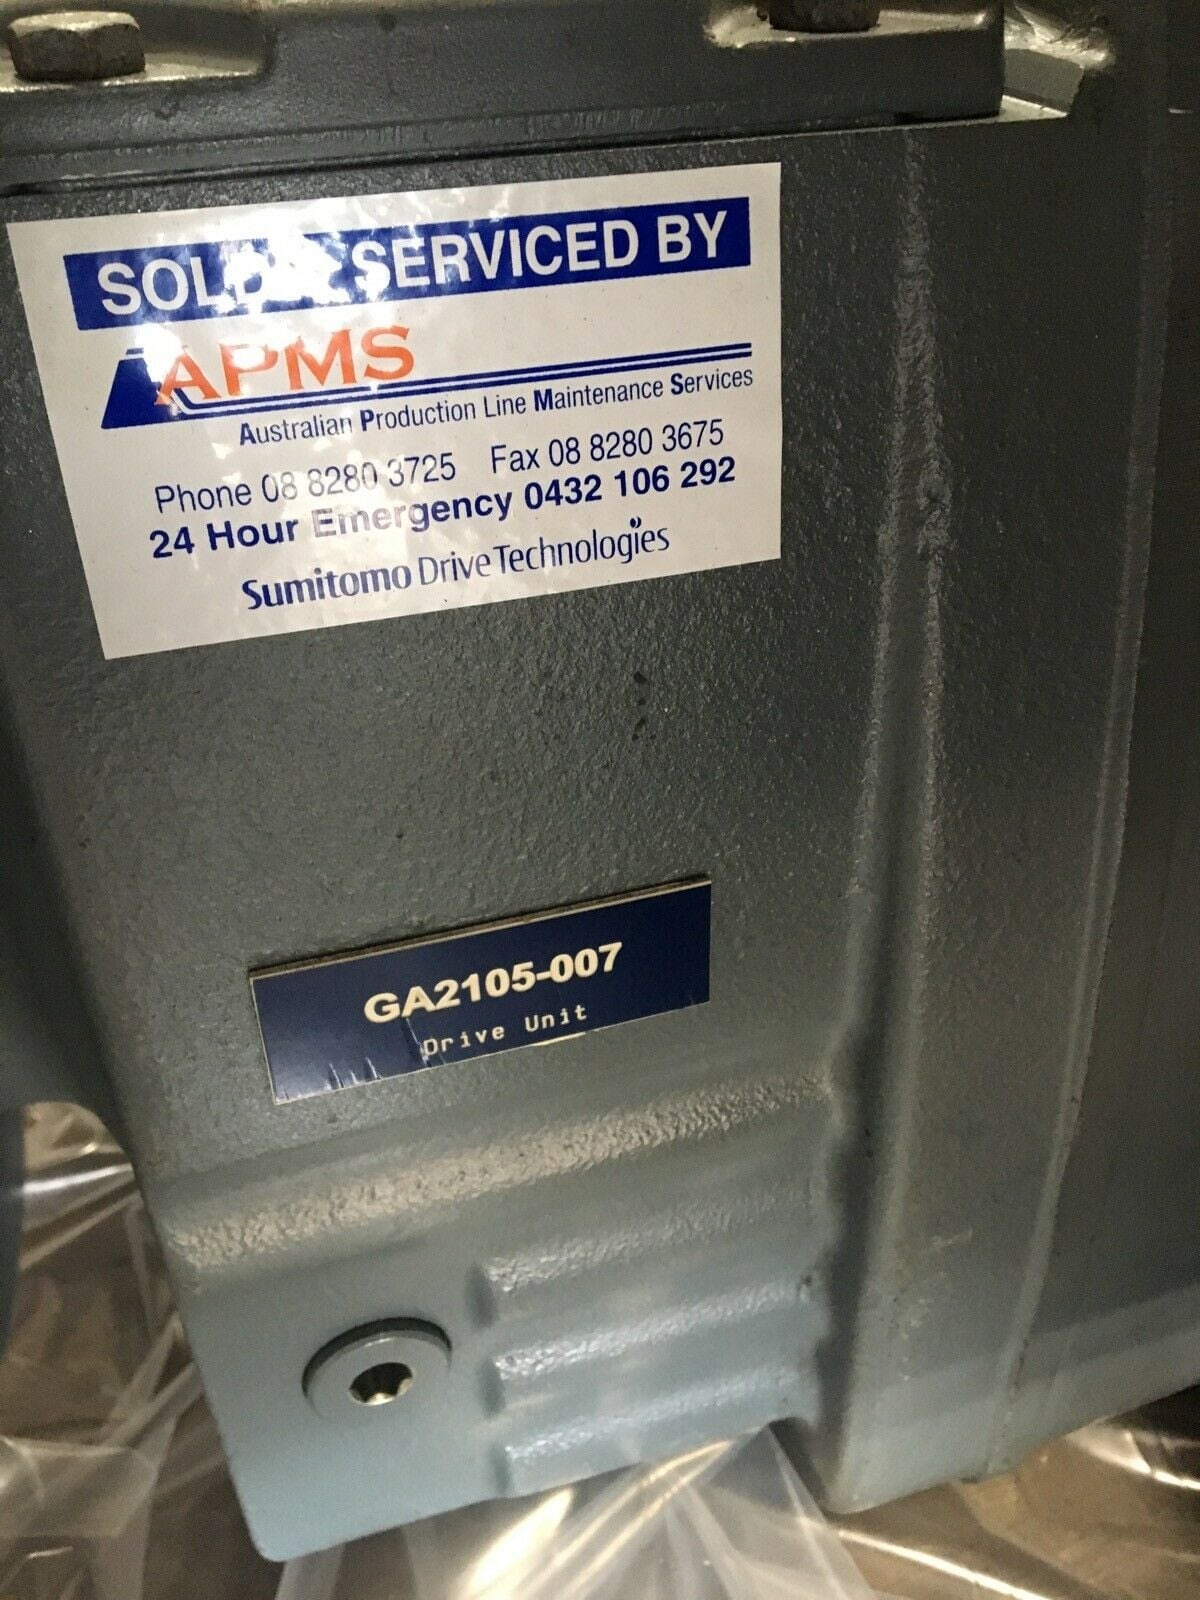 SOLD & SERVICED BY
APMS
Australian Production Line Maintenance Services
Phone 08 8280 3725 Fax 08 8280 3675
24 Hour Emergency 0432 106 292
Sumitomo Drive Technologies
GA2105-007
Drive Unit